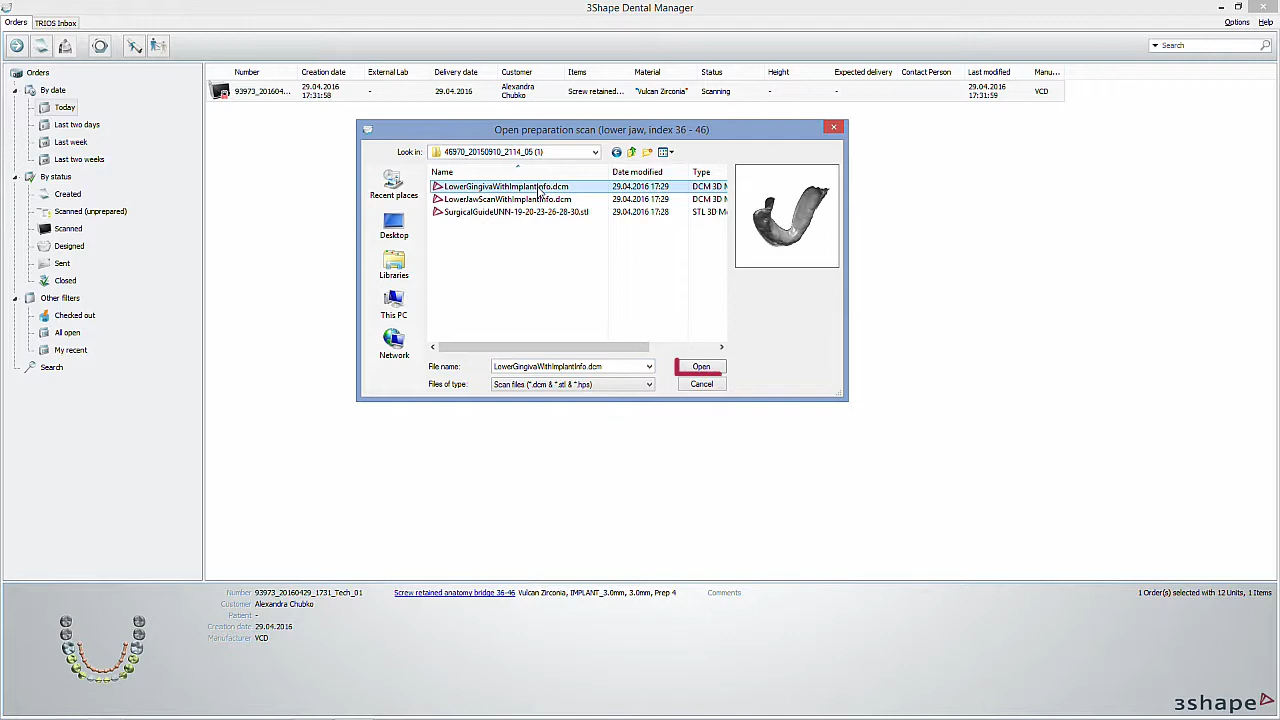 3Shape Dental Manager
Orders TRIOS Inbox Options Help
Search
Orders
By date
Today
Last two days
Last week
Last two weeks
By status
Created
Scanned (unprepared)
Scanned
Designed
Sent
Closed
Other filters
Checked out
All open
My recent
Search
Number Creation date External Lab Delivery date Customer Items Material Status Height Expected delivery Contact Person Last modified Manu...
93973_201604... 29.04.2016 17:31:58 - 29.04.2016 Alexandra Chubko Screw retained... "Vulcan Zirconia" Scanning - - 29.04.2016 17:31:59 VCD
Open preparation scan (lower jaw, index 36 - 46)
Look in: 46970_20150910_2114_05 (1)
Name Date modified Type
LowerGingivaWithImplantInfo.dcm 29.04.2016 17:29 DCM 3D M
LowerJawScanWithImplantInfo.dcm 29.04.2016 17:29 DCM 3D M
SurgicalGuideUNN-19-20-23-26-28-30.stl 29.04.2016 17:28 STL 3D M
Recent places
Desktop
Libraries
This PC
Network
File name: LowerGingivaWithImplantInfo.dcm Open
Files of type: Scan files (*.dcm & *.stl & *.hps) Cancel
Number 93973_20160429_1731_Tech_01 Screw retained anatomy bridge 36-46 Vulcan Zirconia, IMPLANT_3.0mm, 3.0mm, Prep 4 Comments 1 Order(s) selected with 12 Units, 1 Items
Customer Alexandra Chubko
Patient -
Creation date 29.04.2016
Manufacturer VCD
3shape